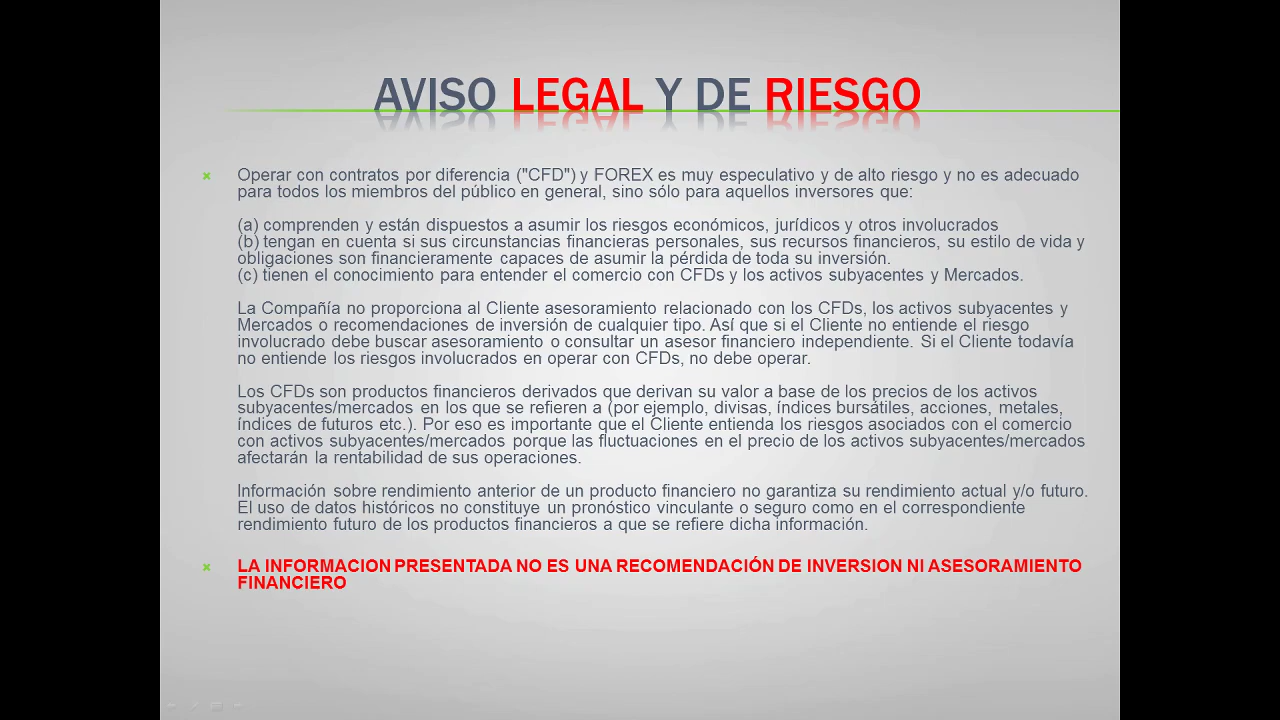 AVISO LEGAL Y DE RIESGO
Operar con contratos por diferencia ("CFD") y FOREX es muy especulativo y de alto riesgo y no es adecuado
para todos los miembros del público en general, sino sólo para aquellos inversores que:
(a) comprenden y están dispuestos a asumir los riesgos económicos, jurídicos y otros involucrados
(b) tengan en cuenta si sus circunstancias financieras personales, sus recursos financieros, su estilo de vida y
obligaciones son financieramente capaces de asumir la pérdida de toda su inversión.
(c) tienen el conocimiento para entender el comercio con CFDs y los activos subyacentes y Mercados.
La Compañía no proporciona al Cliente asesoramiento relacionado con los CFDs, los activos subyacentes y
Mercados o recomendaciones de inversión de cualquier tipo. Así que si el Cliente no entiende el riesgo
involucrado debe buscar asesoramiento o consultar un asesor financiero independiente. Si el Cliente todavía
no entiende los riesgos involucrados en operar con CFDs, no debe operar.
Los CFDs son productos financieros derivados que derivan su valor a base de los precios de los activos
subyacentes/mercados en los que se refieren a (por ejemplo, divisas, índices bursátiles, acciones, metales,
índices de futuros etc.). Por eso es importante que el Cliente entienda los riesgos asociados con el comercio
con activos subyacentes/mercados porque las fluctuaciones en el precio de los activos subyacentes/mercados
afectarán la rentabilidad de sus operaciones.
Información sobre rendimiento anterior de un producto financiero no garantiza su rendimiento actual y/o futuro.
El uso de datos históricos no constituye un pronóstico vinculante o seguro como en el correspondiente
rendimiento futuro de los productos financieros a que se refiere dicha información.
LA INFORMACION PRESENTADA NO ES UNA RECOMENDACIÓN DE INVERSION NI ASESORAMIENTO
FINANCIERO